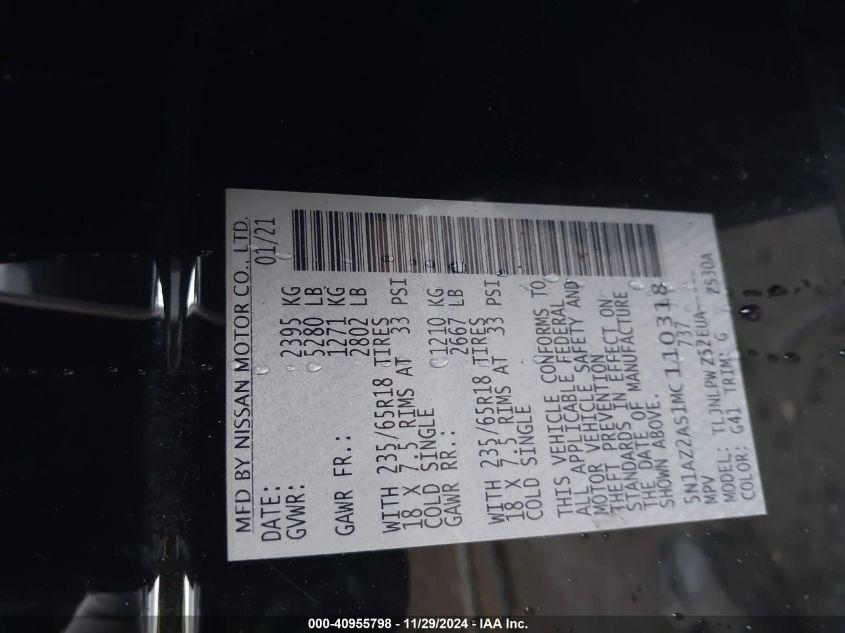 MFD BY NISSAN MOTOR CO., LTD.
DATE: 01/21
GVWR: 2395 KG
5280 LB
GAWR FR.: 1271 KG
2802 LB
WITH 235/65R18 TIRES
18 X 7.5 RIMS AT 33 PSI
COLD SINGLE
GAWR RR.: 1210 KG
2667 LB
WITH 235/65R18 TIRES
18 X 7.5 RIMS AT 33 PSI
COLD SINGLE
THIS VEHICLE CONFORMS TO
ALL APPLICABLE FEDERAL
MOTOR VEHICLE SAFETY AND
THEFT PREVENTION
STANDARDS IN EFFECT ON
THE DATE OF MANUFACTURE
SHOWN ABOVE.
5N1AZ2AS1MC110318
MPV 737
MODEL: TLJNLPWZ52EUA-----
COLOR: G41 TRIM: G PS30A
000-40955798 - 11/29/2024 - IAA Inc.